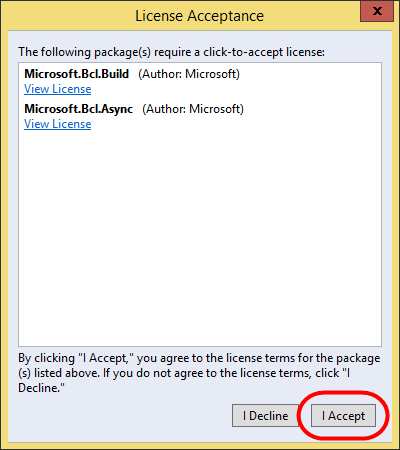 License Acceptance
x
The following package(s) require a click-to-accept license:
Microsoft.Bcl.Build (Author: Microsoft)
View License
Microsoft.Bcl.Async (Author: Microsoft)
View License
By clicking "I Accept," you agree to the license terms for the package
(s) listed above. If you do not agree to the license terms, click "I
Decline."
I Decline I Accept